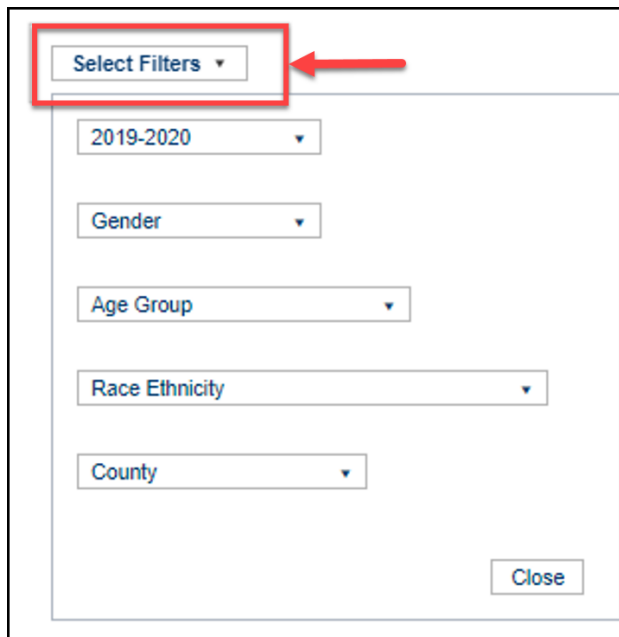 Select Filters
2019-2020
Gender
Age Group
Race Ethnicity
County
Close